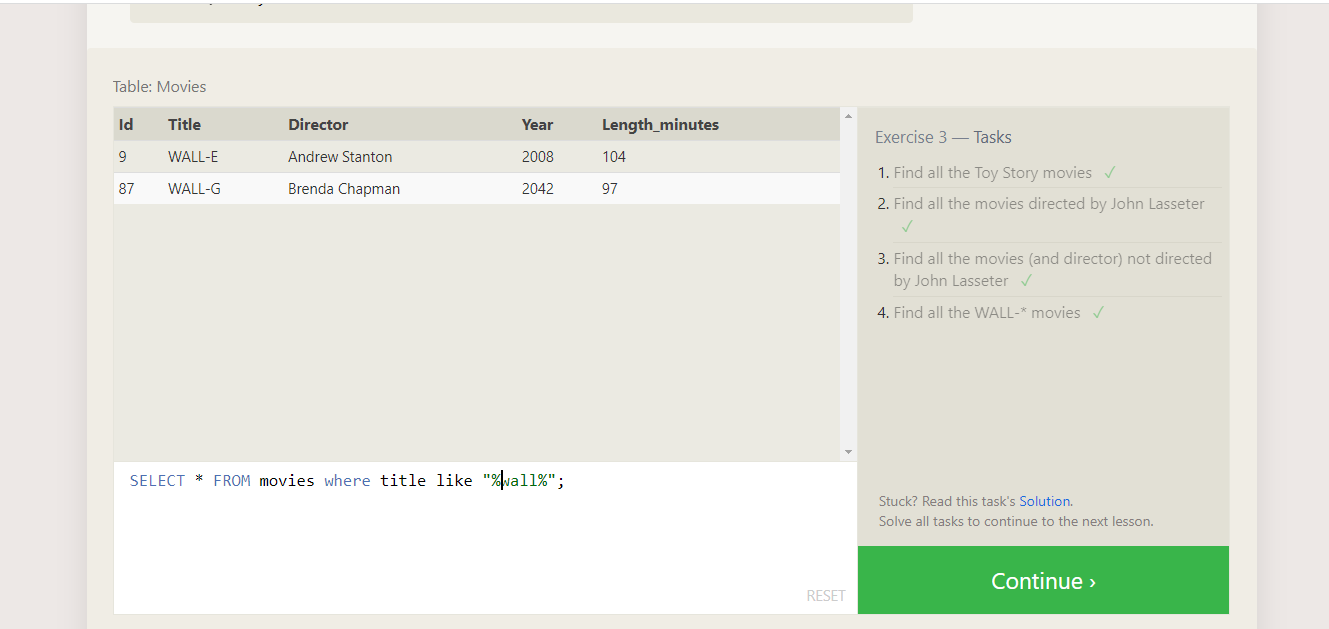 Table: Movies
Id Title Director Year Length_minutes
9 WALL-E Andrew Stanton 2008 104
87 WALL-G Brenda Chapman 2042 97
SELECT * FROM movies where title like "%wall%";
RESET
Exercise 3 — Tasks
1. Find all the Toy Story movies ✓
2. Find all the movies directed by John Lasseter
✓
3. Find all the movies (and director) not directed
by John Lasseter ✓
4. Find all the WALL-* movies ✓
Stuck? Read this task's Solution.
Solve all tasks to continue to the next lesson.
Continue ›